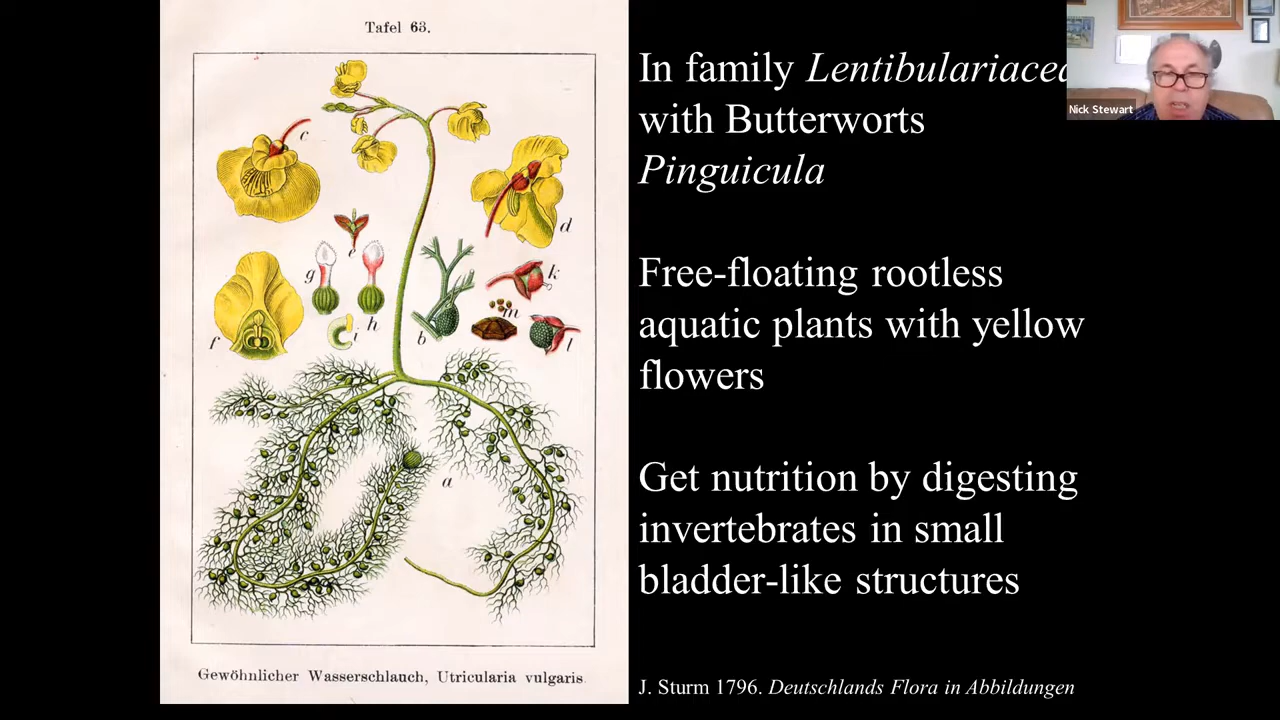 Tafel 63.
c
d
e
g
h
i
f
b
k
m
l
a
Gewöhnlicher Wasserschlauch, Utricularia vulgaris.
In family Lentibulariacea
with Butterworts
Pinguicula
Free-floating rootless
aquatic plants with yellow
flowers
Get nutrition by digesting
invertebrates in small
bladder-like structures
J. Sturm 1796. Deutschlands Flora in Abbildungen
Nick Stewart